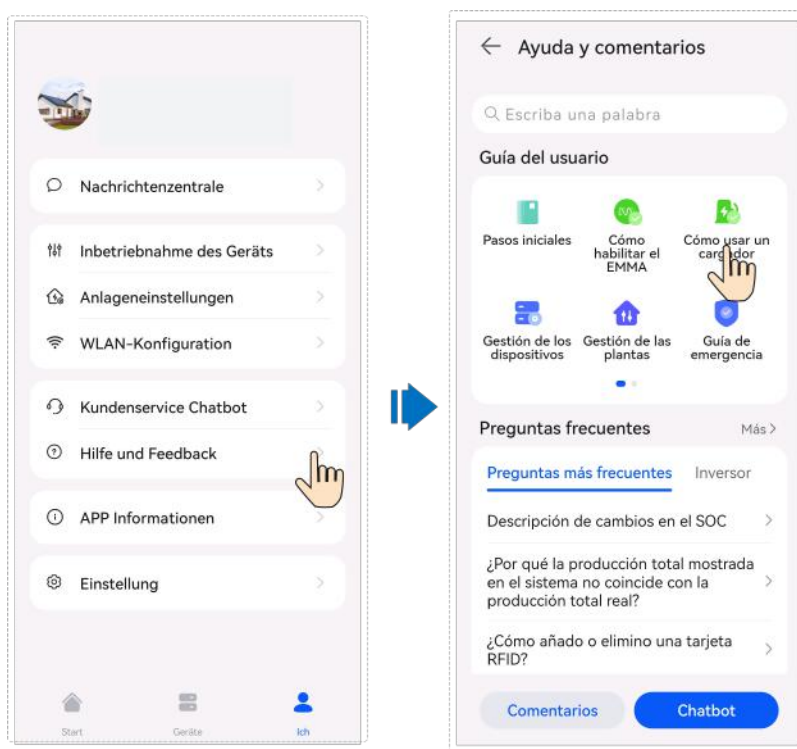 Nachrichtenzentrale
Inbetriebnahme des Geräts
Anlageneinstellungen
WLAN-Konfiguration
Kundenservice Chatbot
Hilfe und Feedback
APP Informationen
Einstellung
Start
Geräte
Ich
Ayuda y comentarios
Escriba una palabra
Guía del usuario
Pasos iniciales
Cómo
habilitar el
EMMA
Cómo usar un
cargador
Gestión de los
dispositivos
Gestión de las
plantas
Guía de
emergencia
Preguntas frecuentes
Más >
Preguntas más frecuentes
Inversor
Descripción de cambios en el SOC
¿Por qué la producción total mostrada
en el sistema no coincide con la
producción total real?
¿Cómo añado o elimino una tarjeta
RFID?
Comentarios
Chatbot